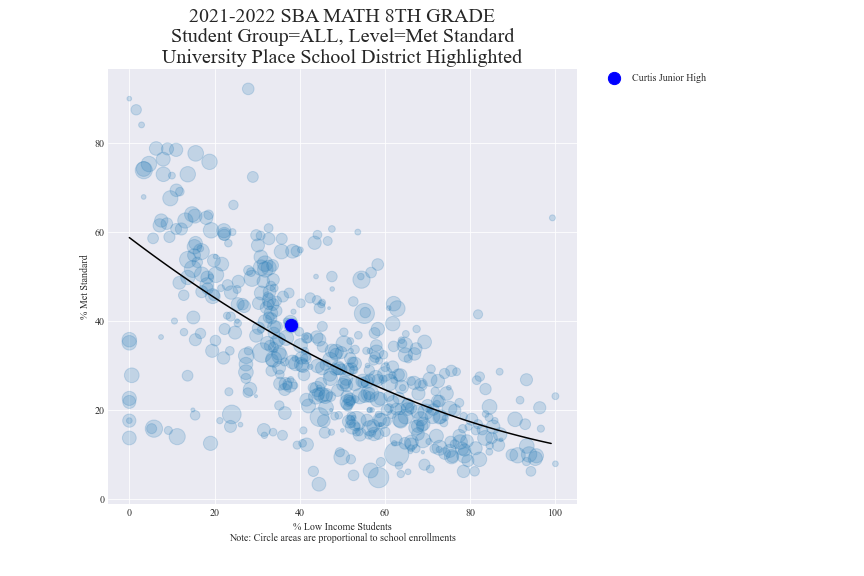 2021-2022 SBA MATH 8TH GRADE
Student Group=ALL, Level=Met Standard
University Place School District Highlighted
Curtis Junior High
% Met Standard
80
60
40
20
0
0 20 40 60 80 100
% Low Income Students
Note: Circle areas are proportional to school enrollments